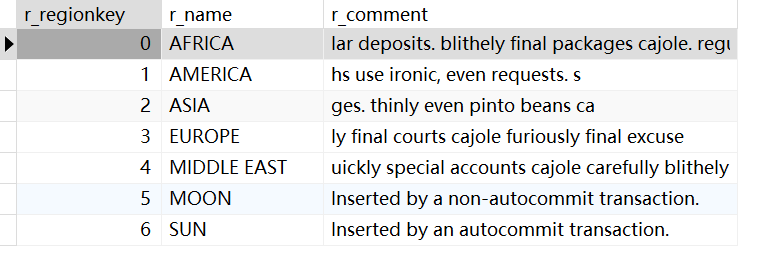 r_regionkey r_name r_comment
0 AFRICA lar deposits. blithely final packages cajole.
1 AMERICA hs use ironic, even requests. s
2 ASIA ges. thinly even pinto beans ca
3 EUROPE ly final courts cajole furiously final excuse
4 MIDDLE EAST uickly special accounts cajole carefully blithely
5 MOON Inserted by a non-autocommit transaction.
6 SUN Inserted by an autocommit transaction.